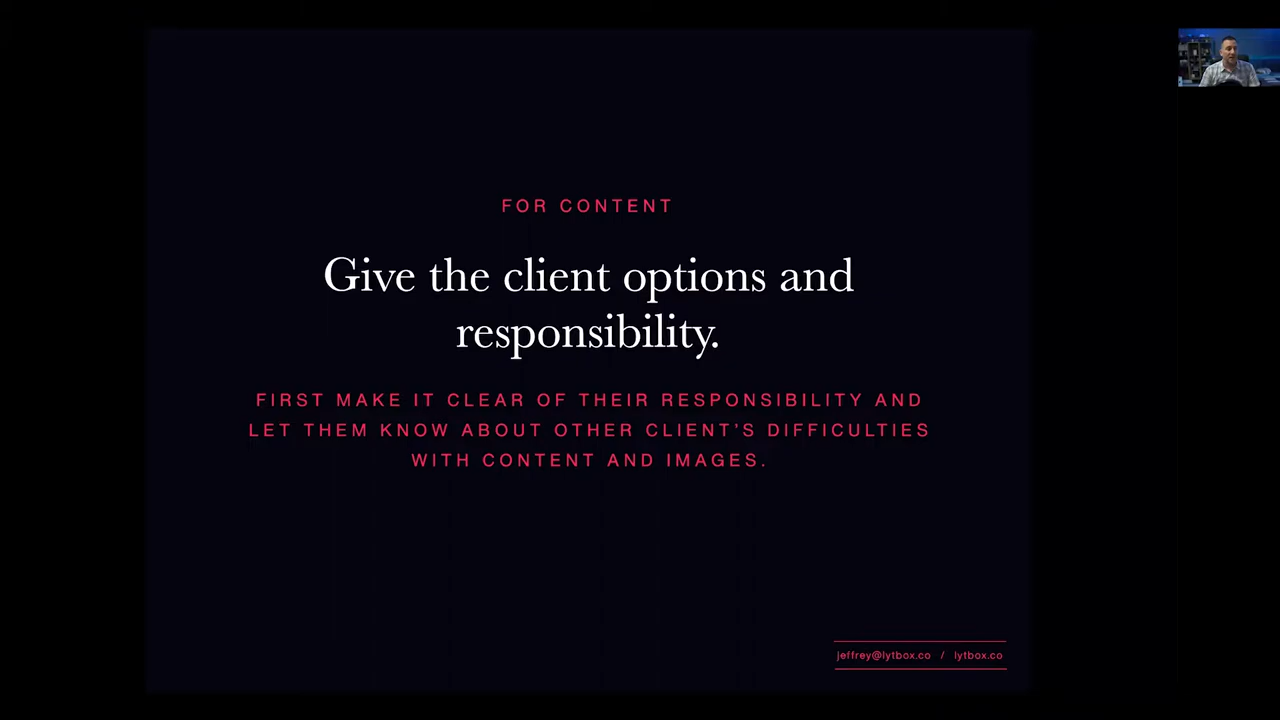 FOR CONTENT
Give the client options and
responsibility.
FIRST MAKE IT CLEAR OF THEIR RESPONSIBILITY AND
LET THEM KNOW ABOUT OTHER CLIENT’S DIFFICULTIES
WITH CONTENT AND IMAGES.
jeffrey@lytbox.co / lytbox.co